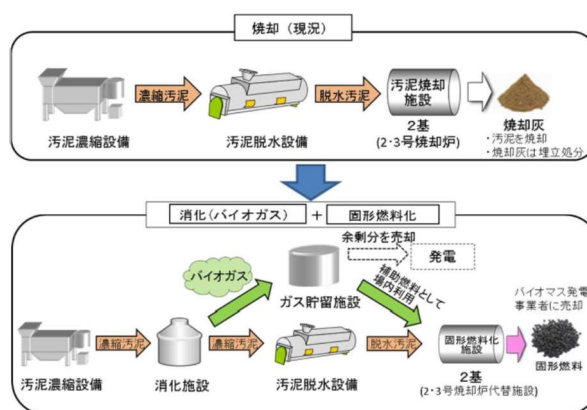 焼却（現況）
濃縮汚泥
脱水汚泥
汚泥焼却
施設
汚泥濃縮設備
汚泥脱水設備
2基
(2・3号焼却炉)
焼却灰
・汚泥を焼却
・焼却灰は埋立処分
消化(バイオガス) + 固形燃料化
余剰分を売却
発電
バイオガス
ガス貯留施設
補助燃料として
場内利用
バイオマス発電
事業者に売却
濃縮汚泥
濃縮汚泥
脱水汚泥
固形燃料化
施設
汚泥濃縮設備
消化施設
汚泥脱水設備
2基
(2・3号焼却炉代替施設)
固形燃料